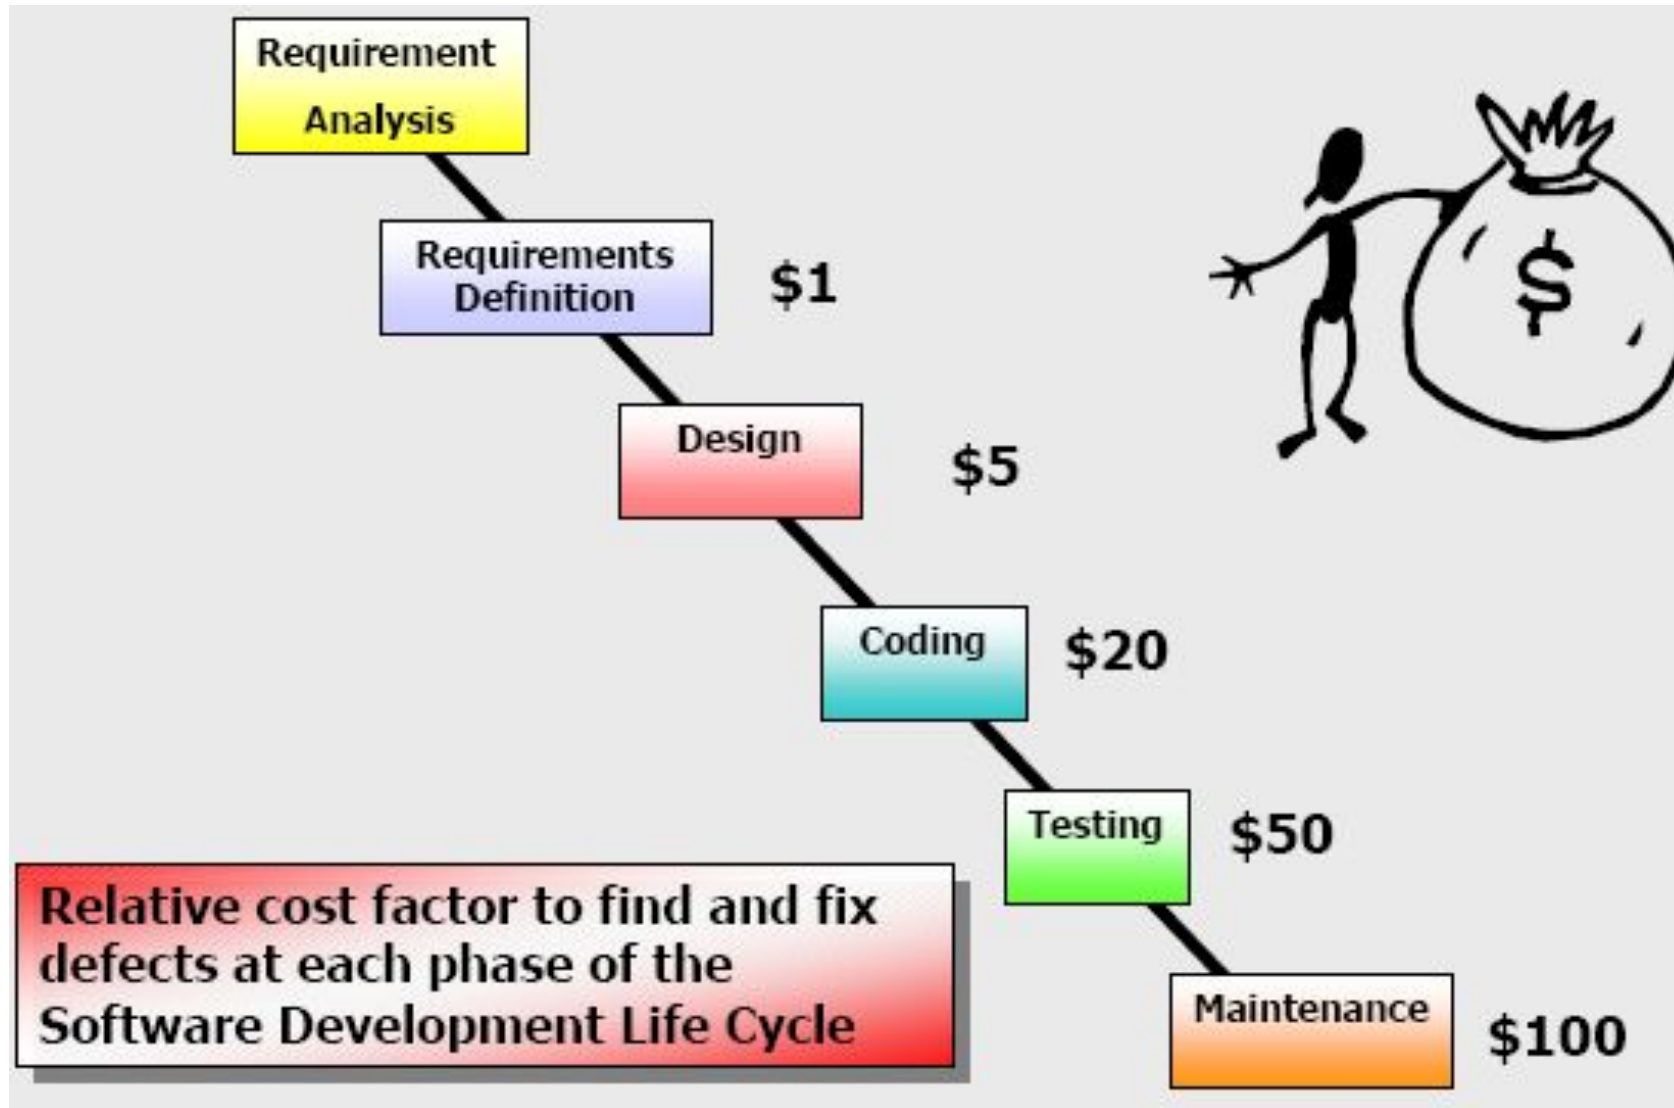 Requirement
Analysis
Requirements
Definition
$1
Design
$5
Coding
$20
Testing
$50
Maintenance
$100
$
Relative cost factor to find and fix
defects at each phase of the
Software Development Life Cycle